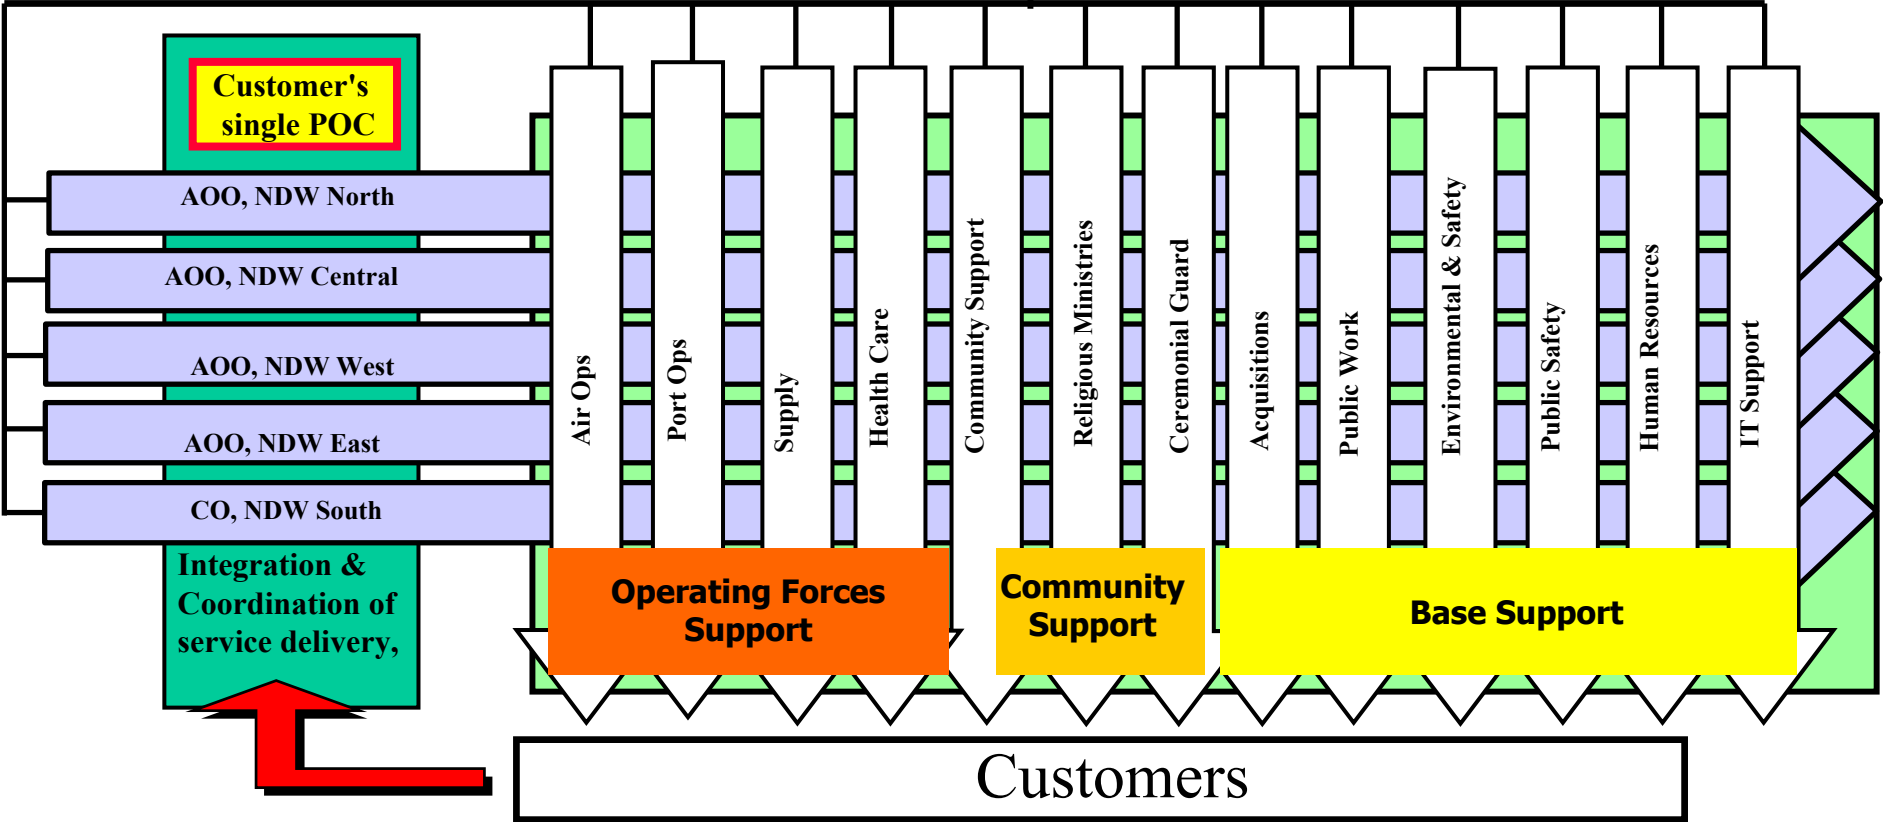 Customer's
single POC
AOO, NDW North
AOO, NDW Central
AOO, NDW West
AOO, NDW East
CO, NDW South
Integration &
Coordination of
service delivery,
Air Ops
Port Ops
Supply
Health Care
Community Support
Religious Ministries
Ceremonial Guard
Acquisitions
Public Work
Environmental & Safety
Public Safety
Human Resources
IT Support
Operating Forces
Support
Community
Support
Base Support
Customers